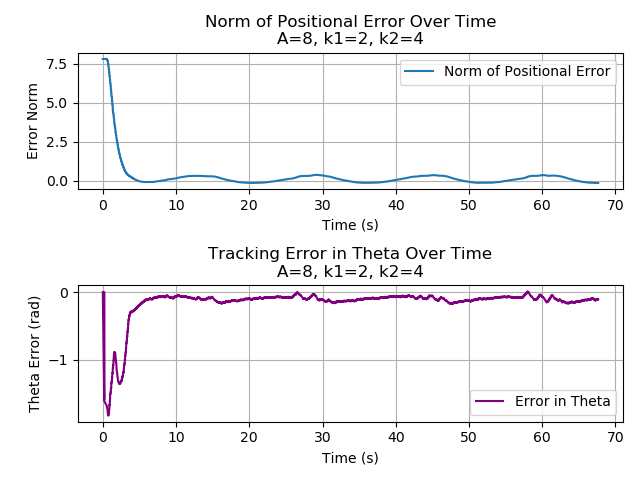 Norm of Positional Error Over Time
A=8, k1=2, k2=4
7.5
5.0
2.5
0.0
Error Norm
Norm of Positional Error
0 10 20 30 40 50 60 70
Time (s)
Tracking Error in Theta Over Time
A=8, k1=2, k2=4
0
−1
Theta Error (rad)
Error in Theta
0 10 20 30 40 50 60 70
Time (s)